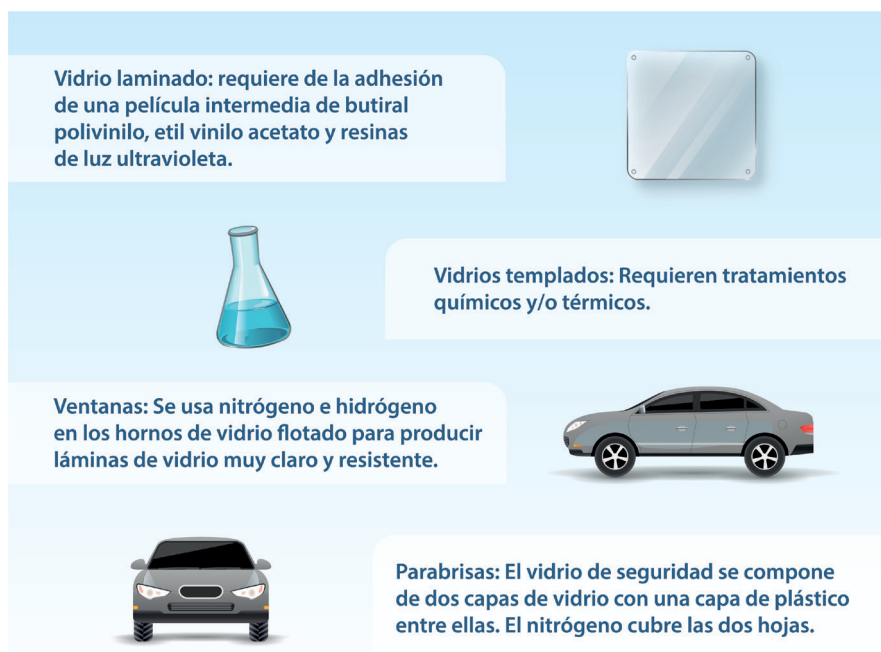 Vidrio laminado: requiere de la adhesión
de una película intermedia de butiral
polivinilo, etil vinilo acetato y resinas
de luz ultravioleta.
Vidrios templados: Requieren tratamientos
químicos y/o térmicos.
Ventanas: Se usa nitrógeno e hidrógeno
en los hornos de vidrio flotado para producir
láminas de vidrio muy claro y resistente.
Parabrisas: El vidrio de seguridad se compone
de dos capas de vidrio con una capa de plástico
entre ellas. El nitrógeno cubre las dos hojas.